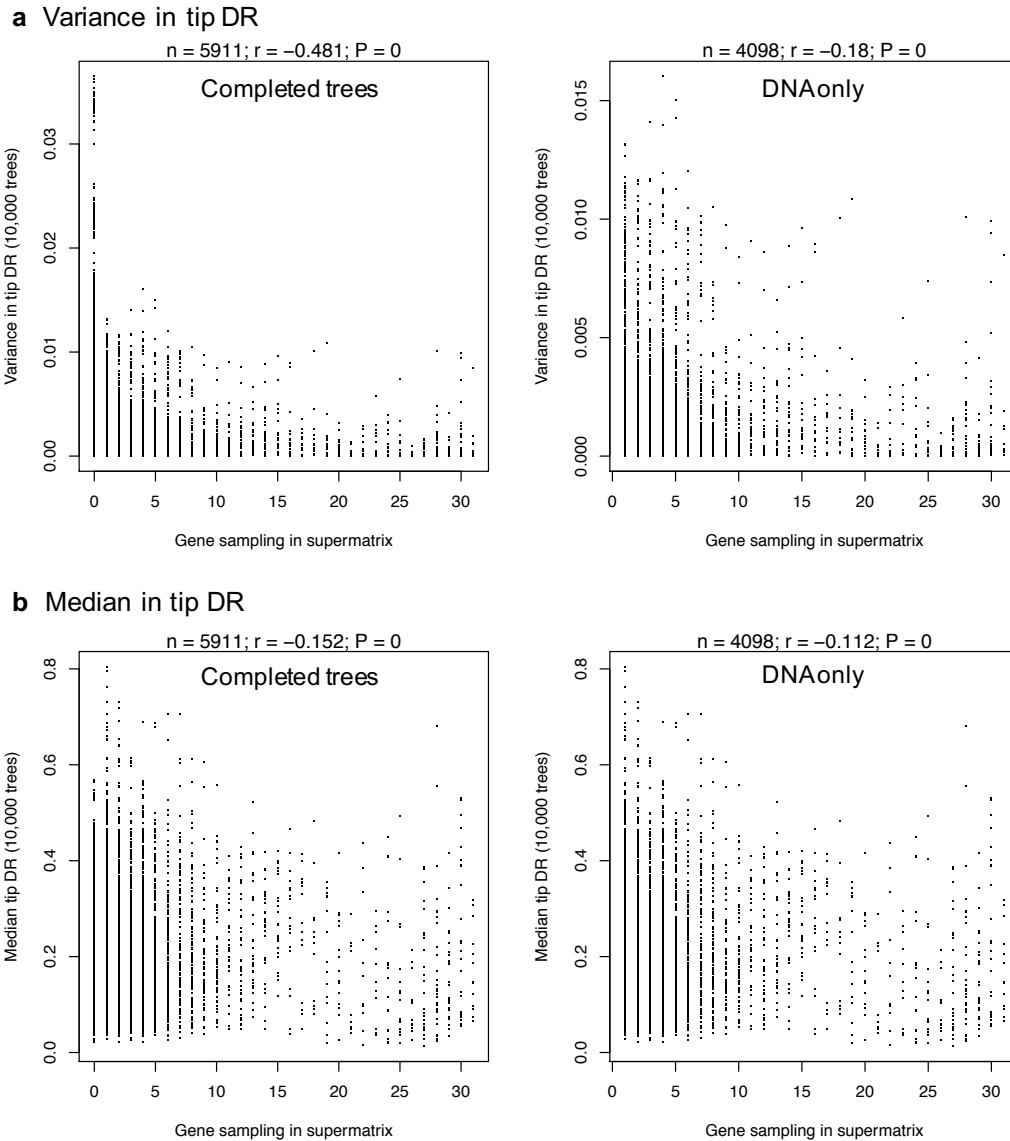 a Variance in tip DR
n = 5911; r = −0.481; P = 0
Completed trees
Variance in tip DR (10,000 trees)
0.03
0.02
0.01
0.00
0 5 10 15 20 25 30
Gene sampling in supermatrix
n = 4098; r = −0.18; P = 0
DNAonly
Variance in tip DR (10,000 trees)
0.015
0.010
0.005
0.000
0 5 10 15 20 25 30
Gene sampling in supermatrix
b Median in tip DR
n = 5911; r = −0.152; P = 0
Completed trees
Median tip DR (10,000 trees)
0.8
0.6
0.4
0.2
0.0
0 5 10 15 20 25 30
Gene sampling in supermatrix
n = 4098; r = −0.112; P = 0
DNAonly
Median tip DR (10,000 trees)
0.8
0.6
0.4
0.2
0.0
0 5 10 15 20 25 30
Gene sampling in supermatrix